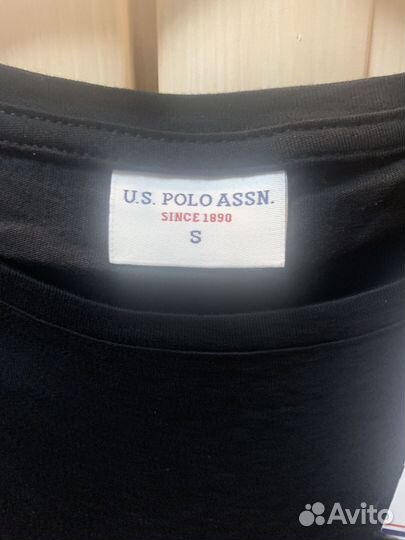 U.S. POLO ASSN.
SINCE 1890
S
Avito